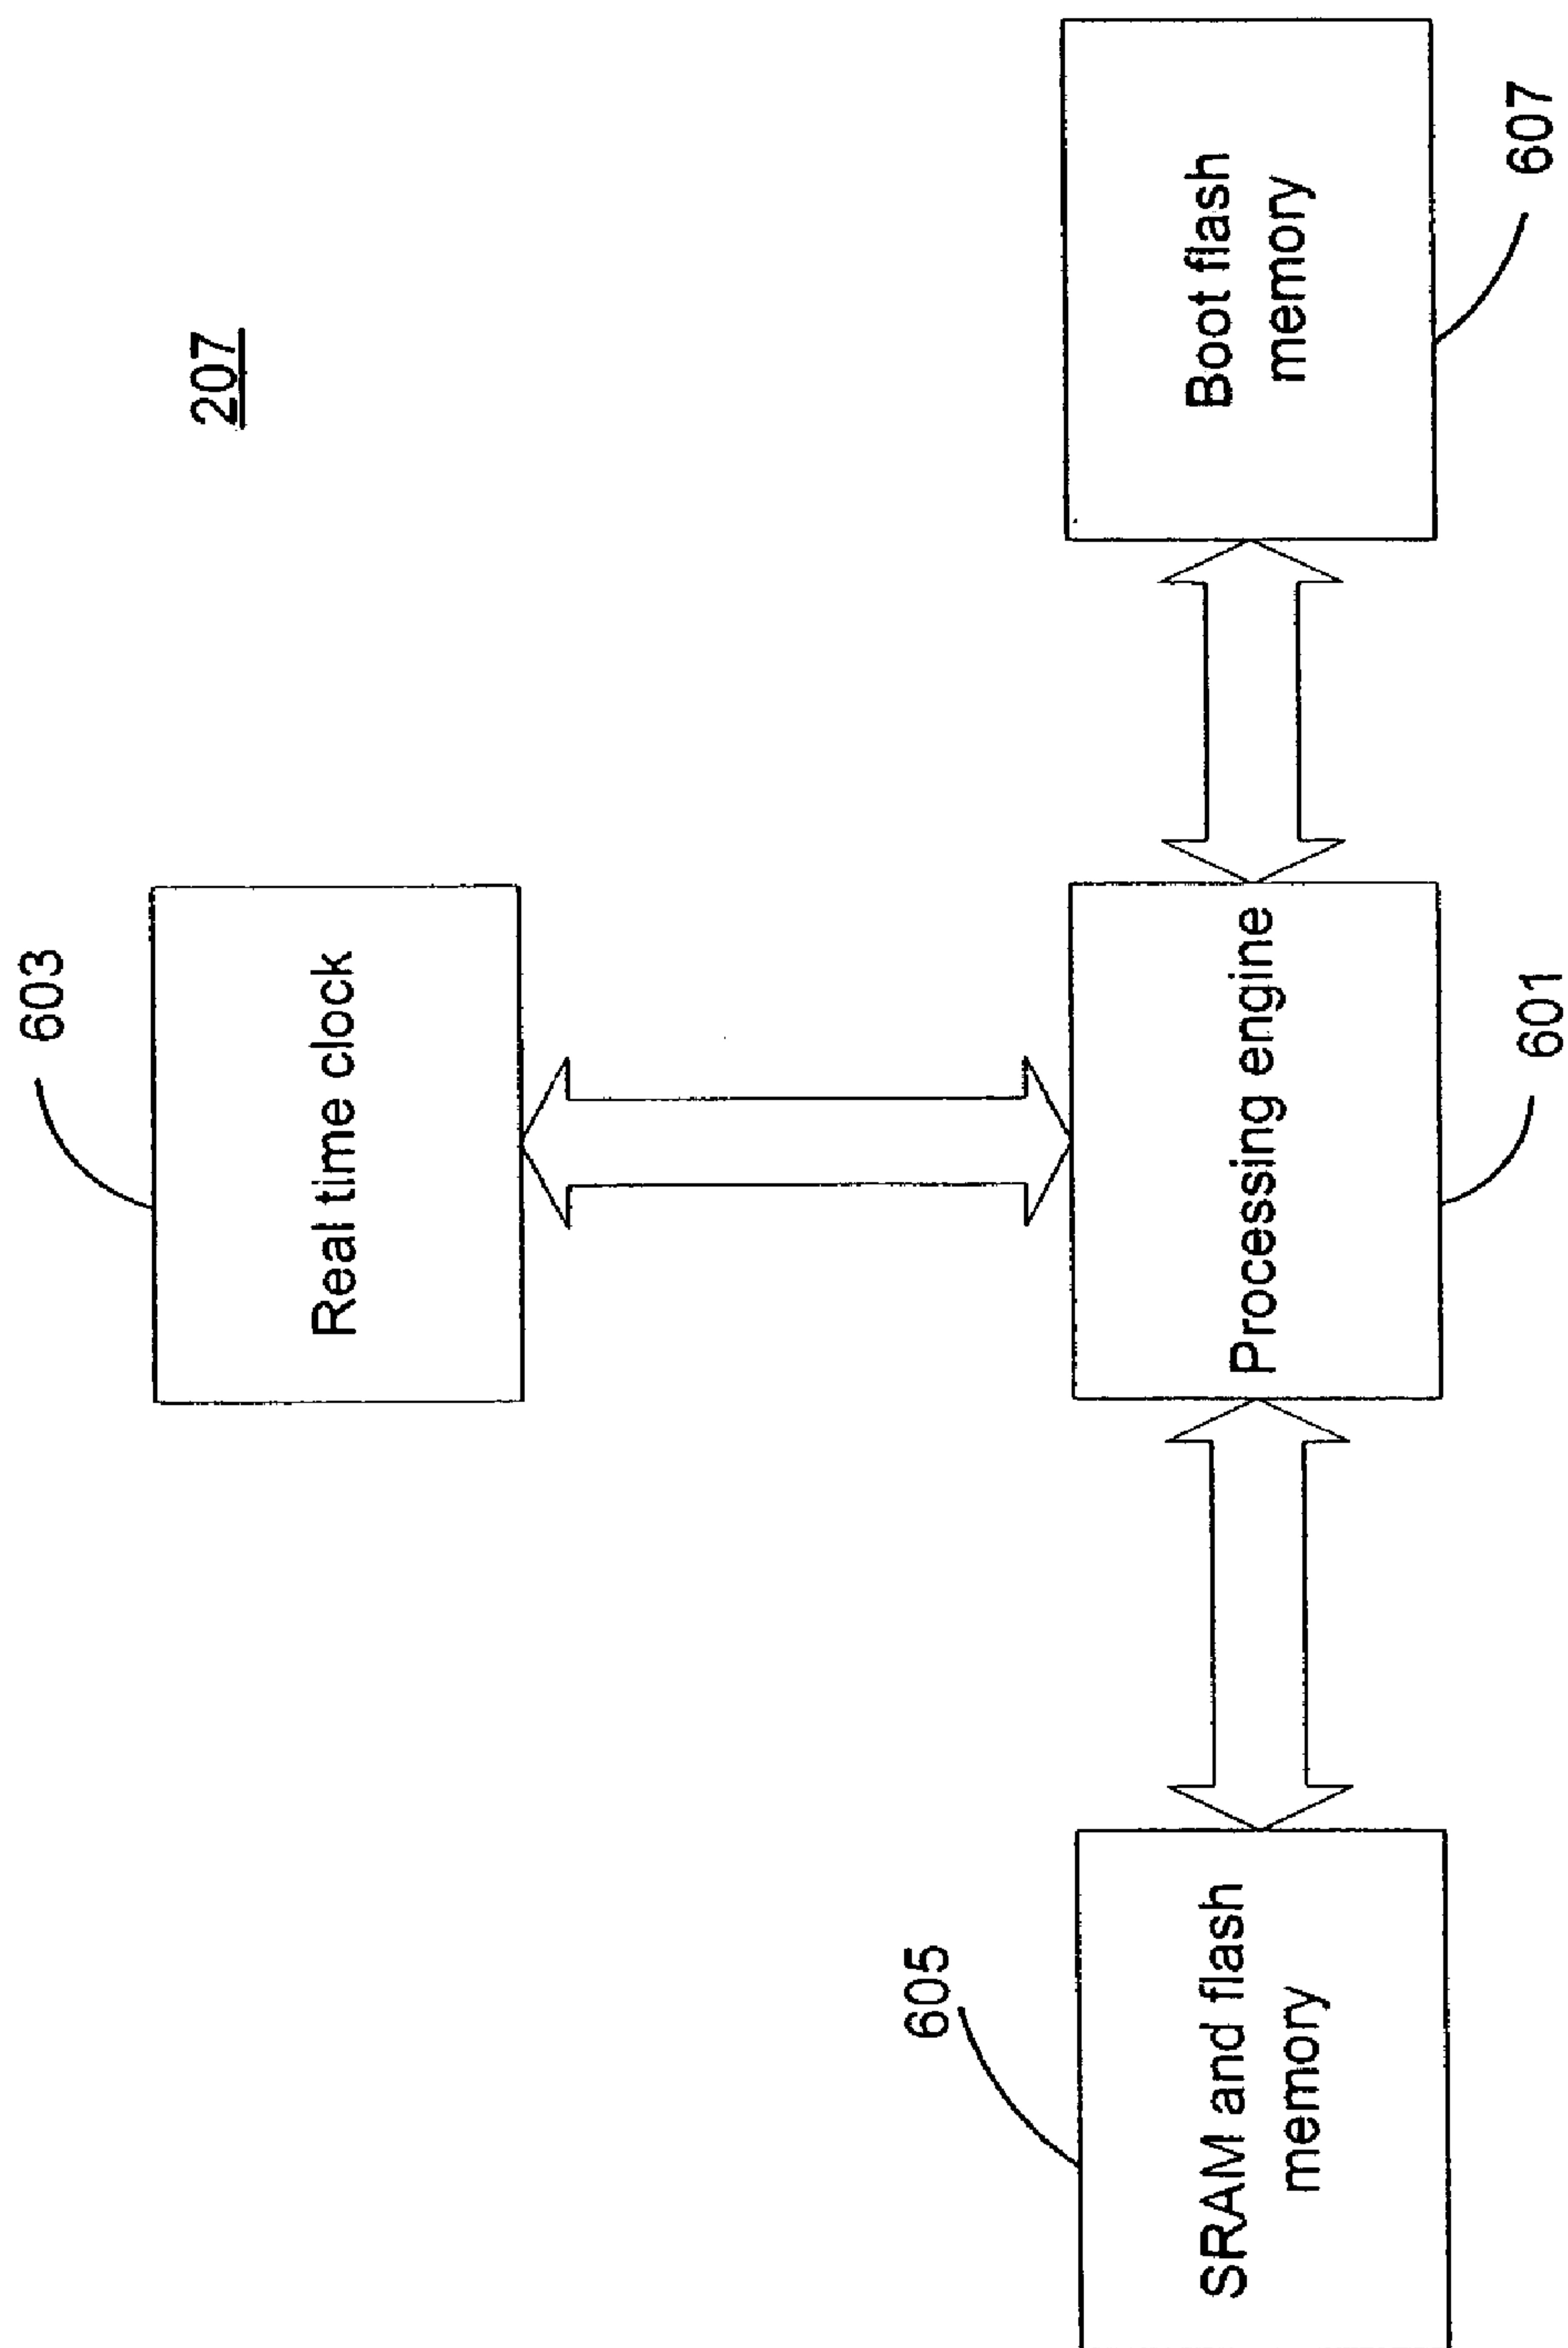 207
603
Real time clock
605
SRAM and flash
memory
Processing engine
601
Boot flash
memory
607